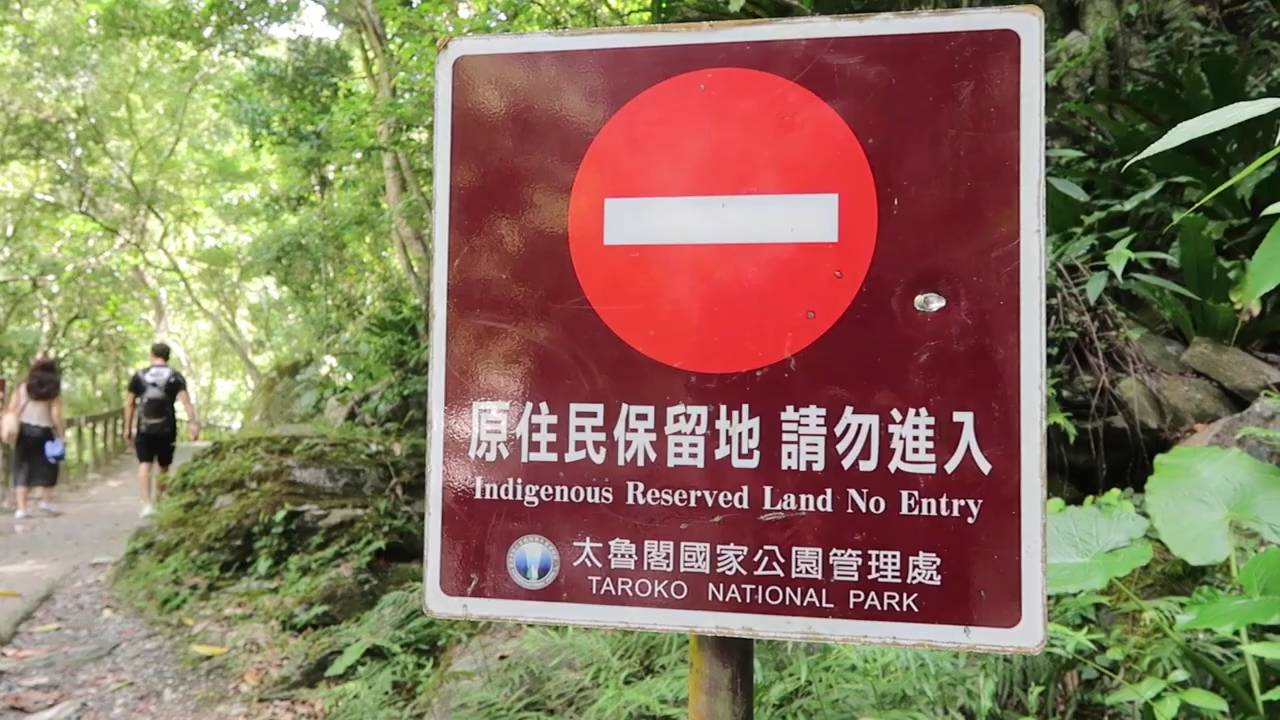 原住民保留地 請勿進入
Indigenous Reserved Land No Entry
太魯閣國家公園管理處
TAROKO NATIONAL PARK